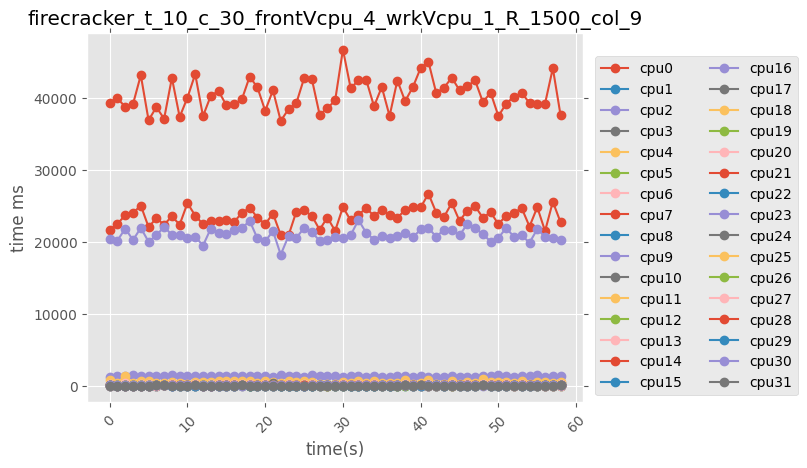 firecracker_t_10_c_30_frontVcpu_4_wrkVcpu_1_R_1500_col_9
time ms
40000
30000
20000
10000
0
0
10
20
30
40
50
60
time(s)
cpu0
cpu1
cpu2
cpu3
cpu4
cpu5
cpu6
cpu7
cpu8
cpu9
cpu10
cpu11
cpu12
cpu13
cpu14
cpu15
cpu16
cpu17
cpu18
cpu19
cpu20
cpu21
cpu22
cpu23
cpu24
cpu25
cpu26
cpu27
cpu28
cpu29
cpu30
cpu31